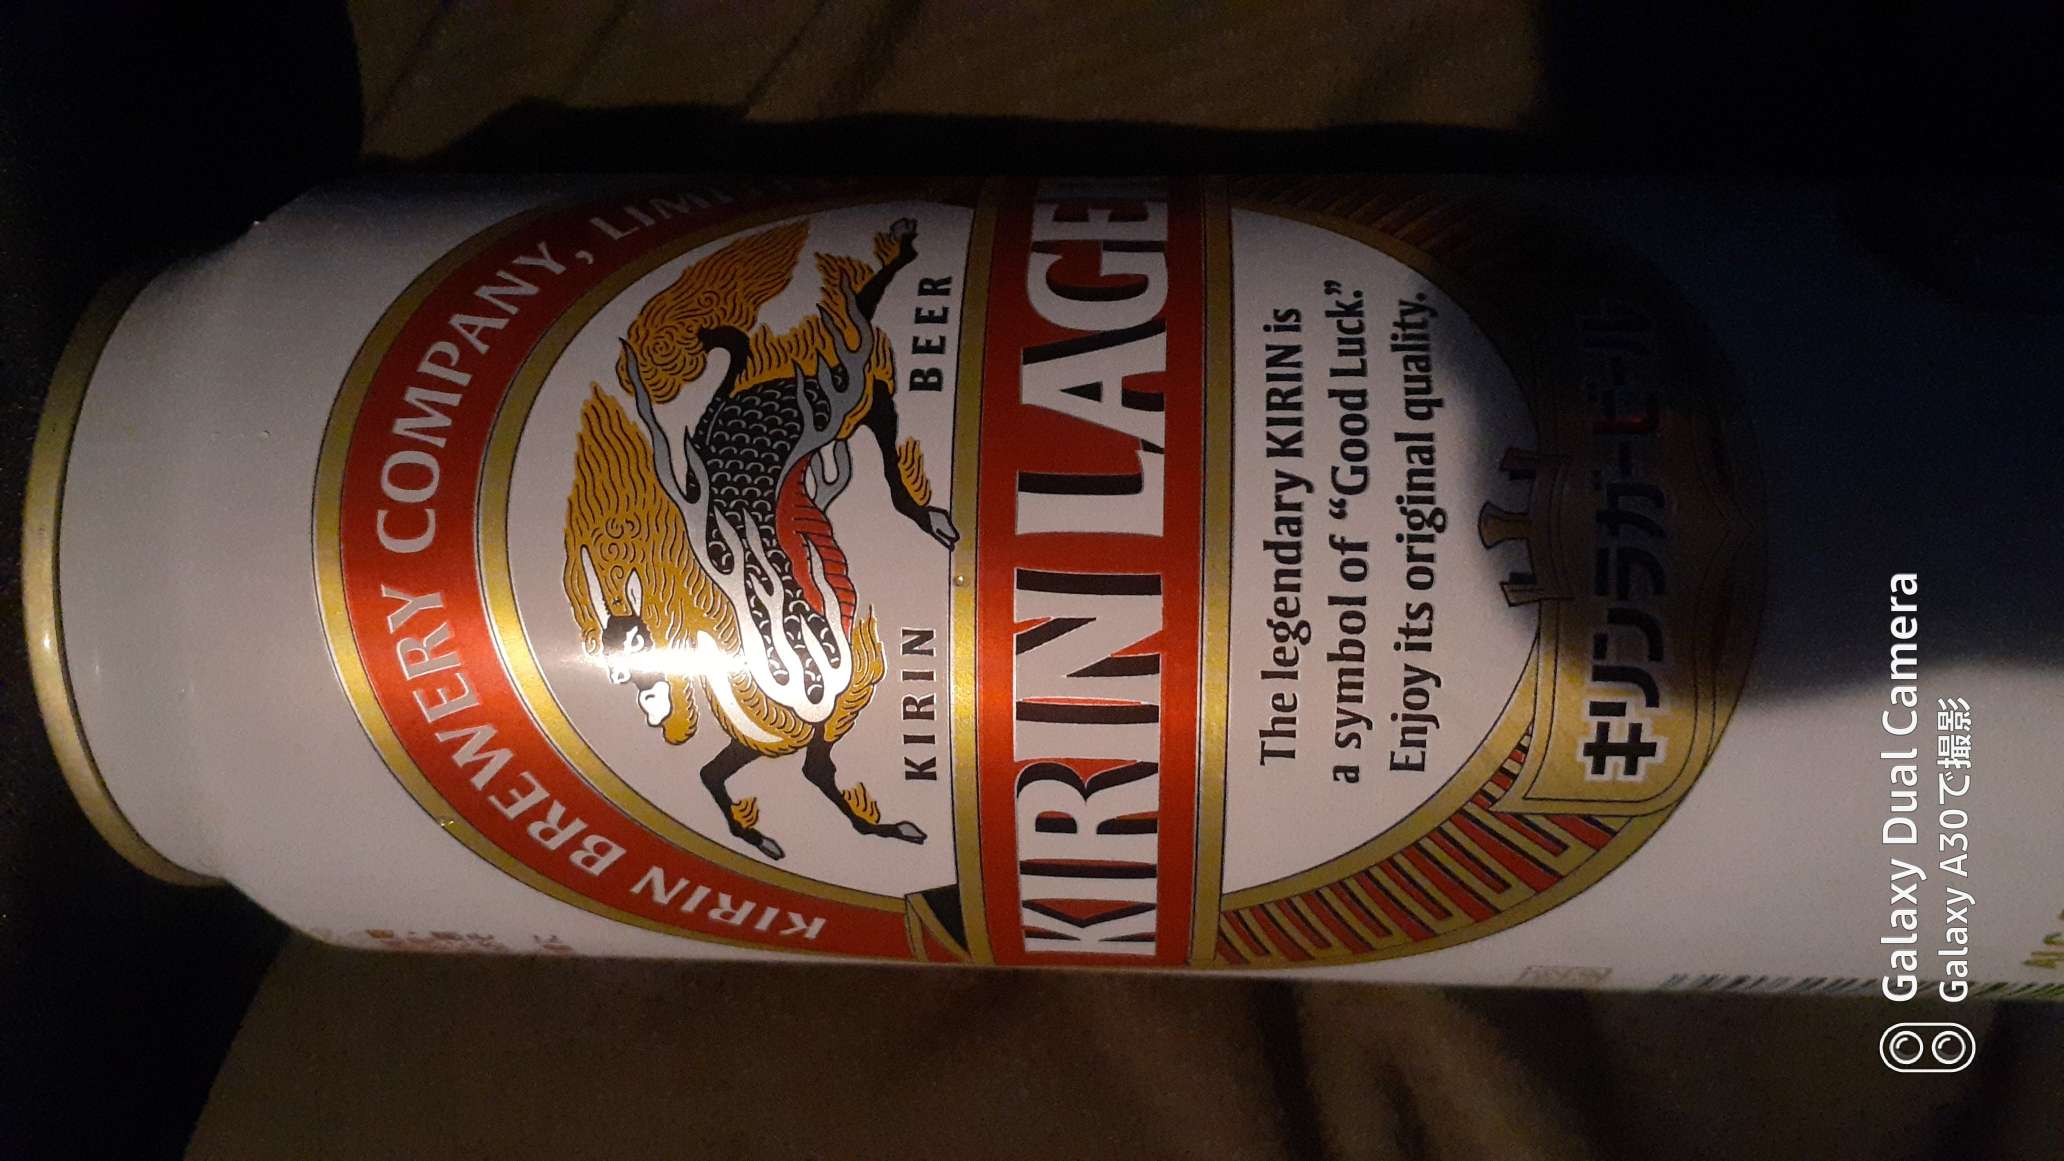 KIRIN BREWERY COMPANY, LIMI
KIRIN BEER
KIRIN LAGE
The legendary KIRIN is
a symbol of “Good Luck.”
Enjoy its original quality.
キリンラガービール
Galaxy Dual Camera
Galaxy A30で撮影